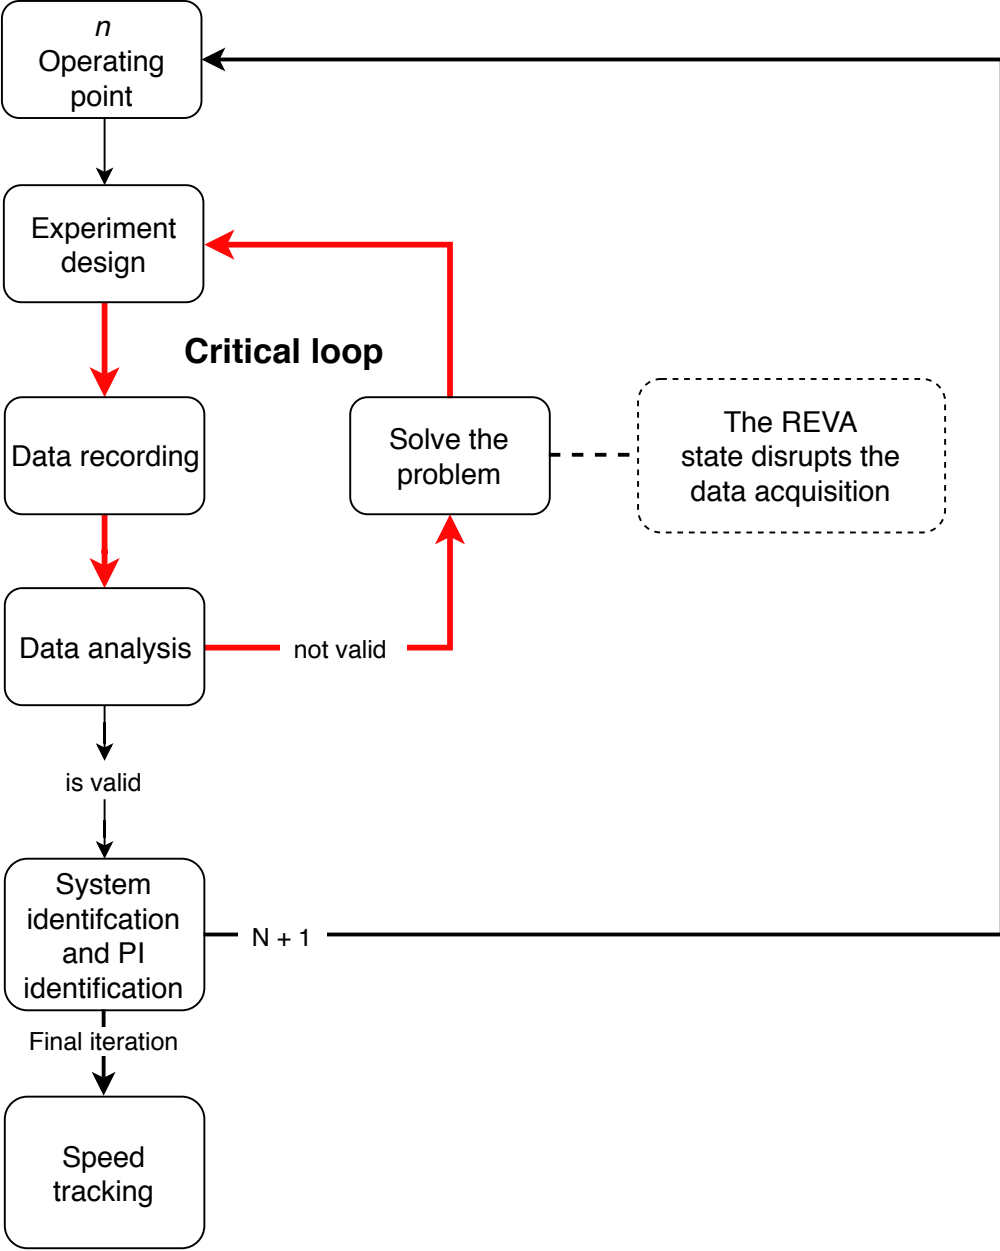 n
Operating
point
Experiment
design
Critical loop
Data recording
Solve the
problem
The REVA
state disrupts the
data acquisition
Data analysis
not valid
is valid
System
identifcation
and PI
identification
N + 1
Final iteration
Speed
tracking